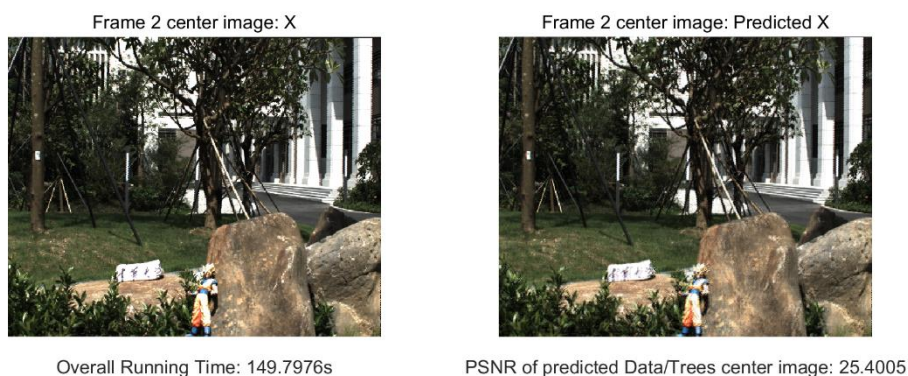 Frame 2 center image: X
Frame 2 center image: Predicted X
Overall Running Time: 149.7976s
PSNR of predicted Data/Trees center image: 25.4005